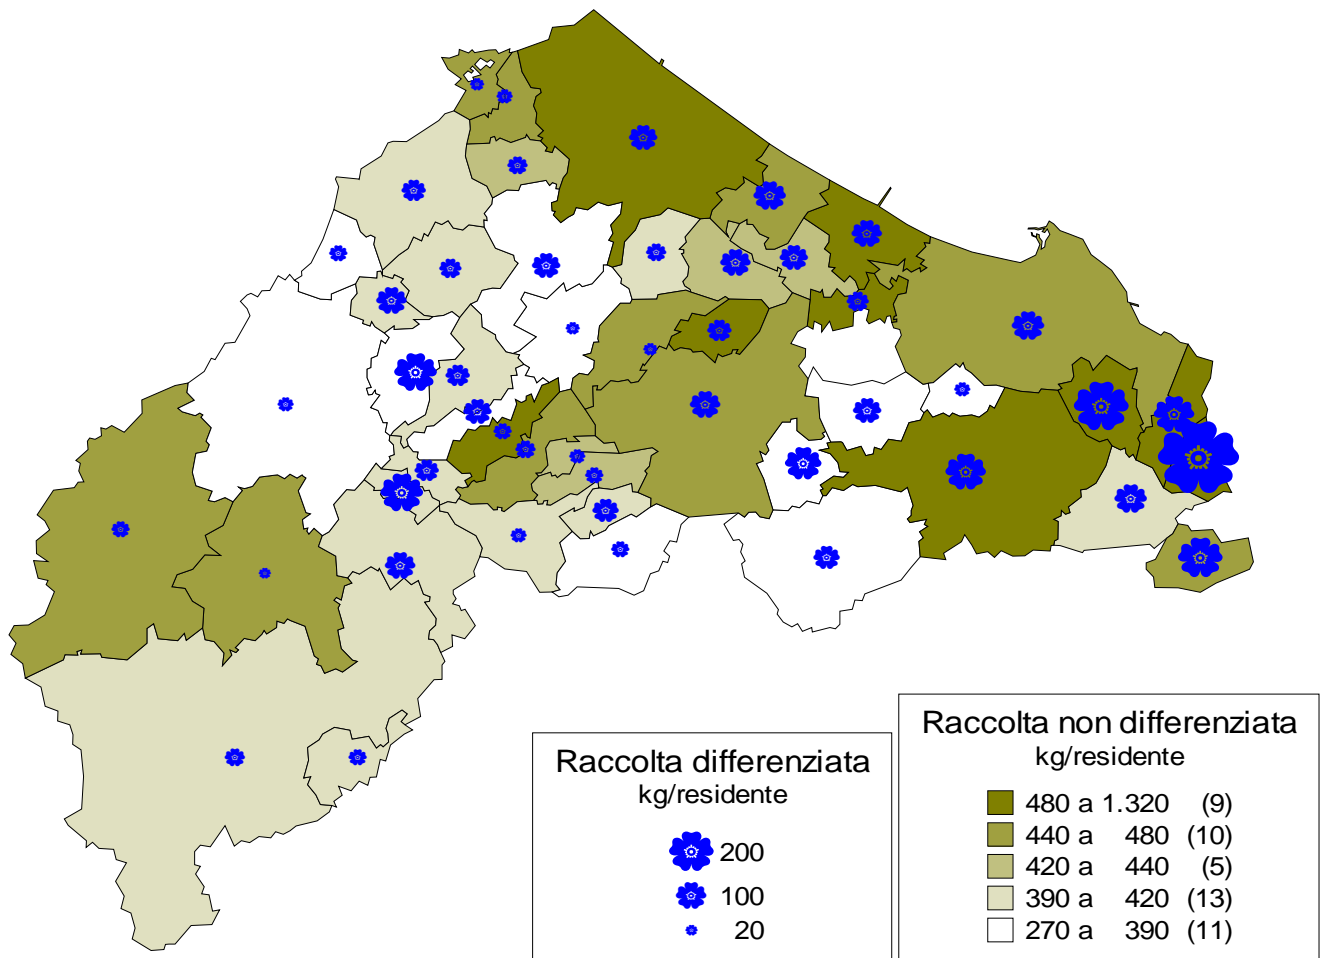 Raccolta differenziata
kg/residente
200
100
20
Raccolta non differenziata
kg/residente
480 a 1.320 (9)
440 a 480 (10)
420 a 440 (5)
390 a 420 (13)
270 a 390 (11)